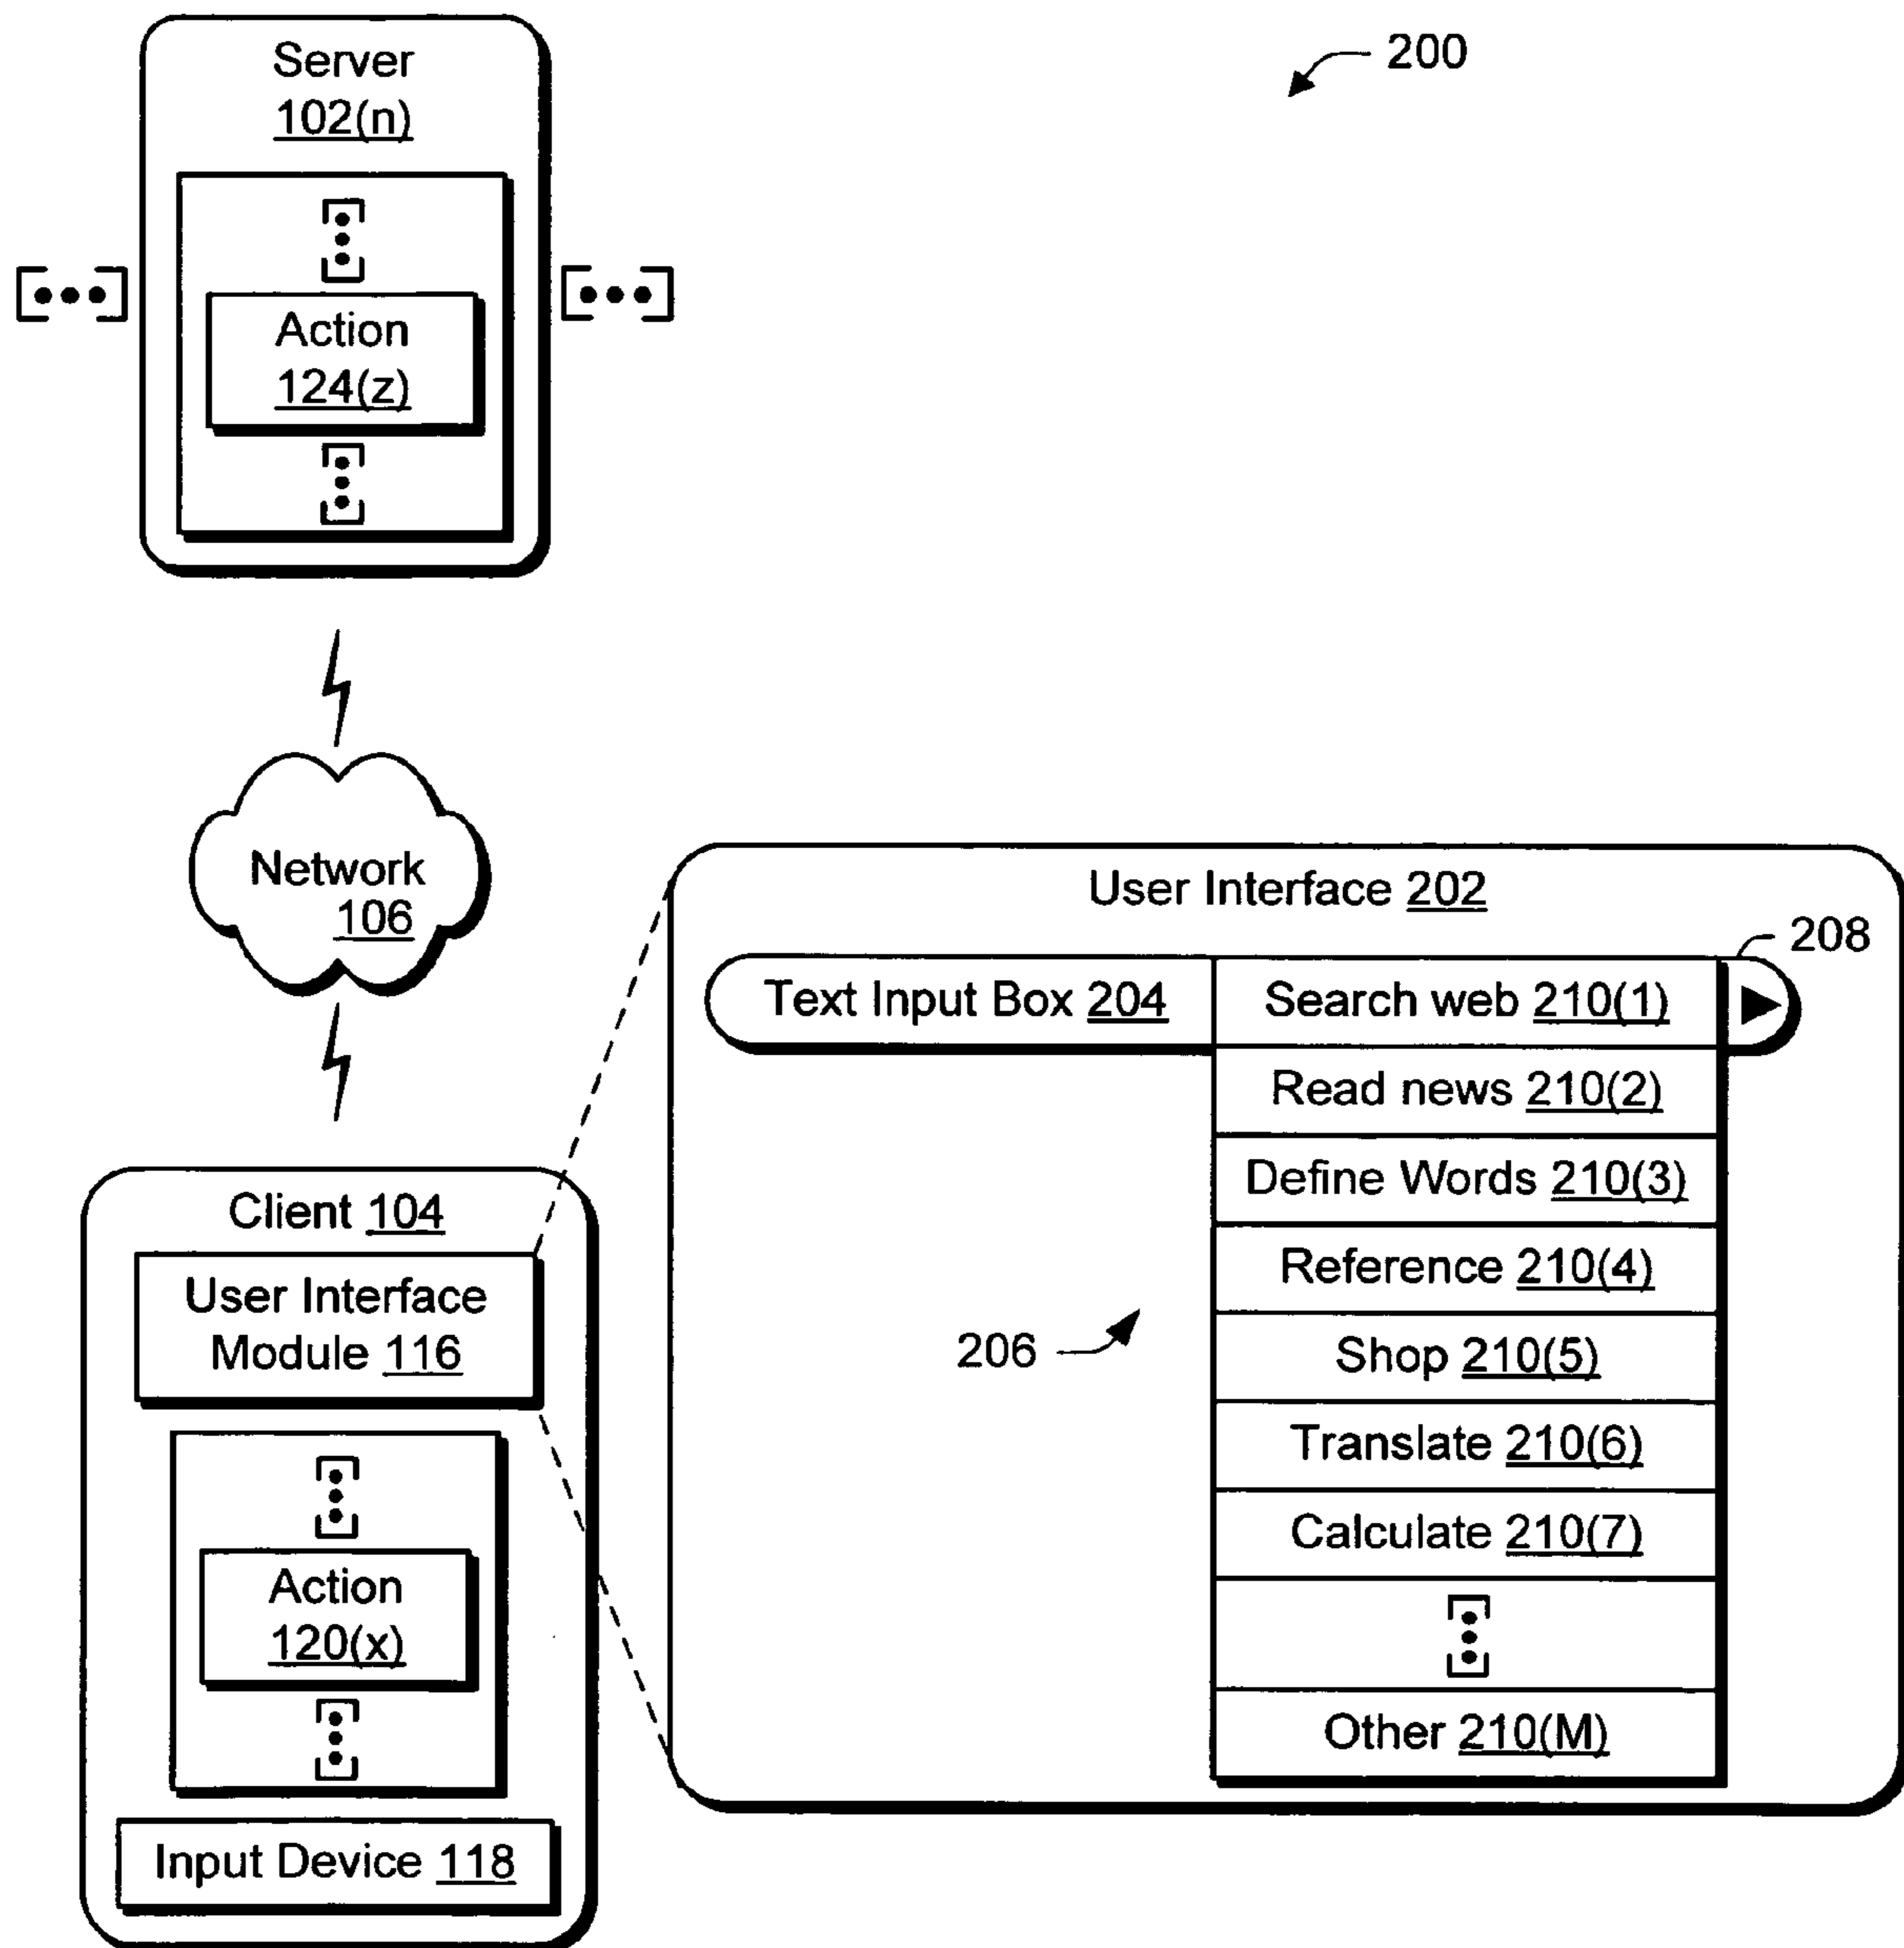 Server
102(n)
200
Action
124(z)
Network
106
User Interface 202
208
Text Input Box 204
Search web 210(1)
Read news 210(2)
Define Words 210(3)
Reference 210(4)
206
Shop 210(5)
Translate 210(6)
Calculate 210(7)
Other 210(M)
Client 104
User Interface
Module 116
Action
120(x)
Input Device 118